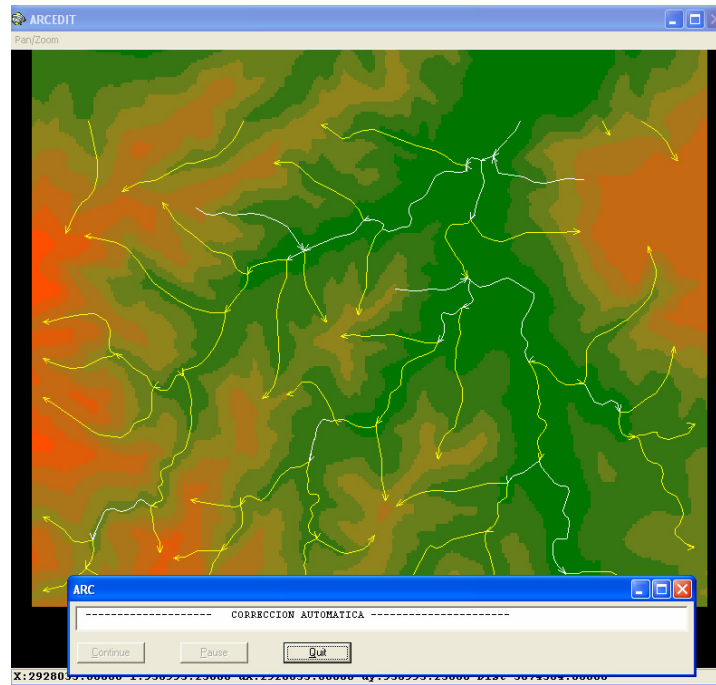 ARCEDIT
Pan/Zoom
ARC
-------------------- CORRECCION AUTOMATICA ----------------------
Continue Pause Quit